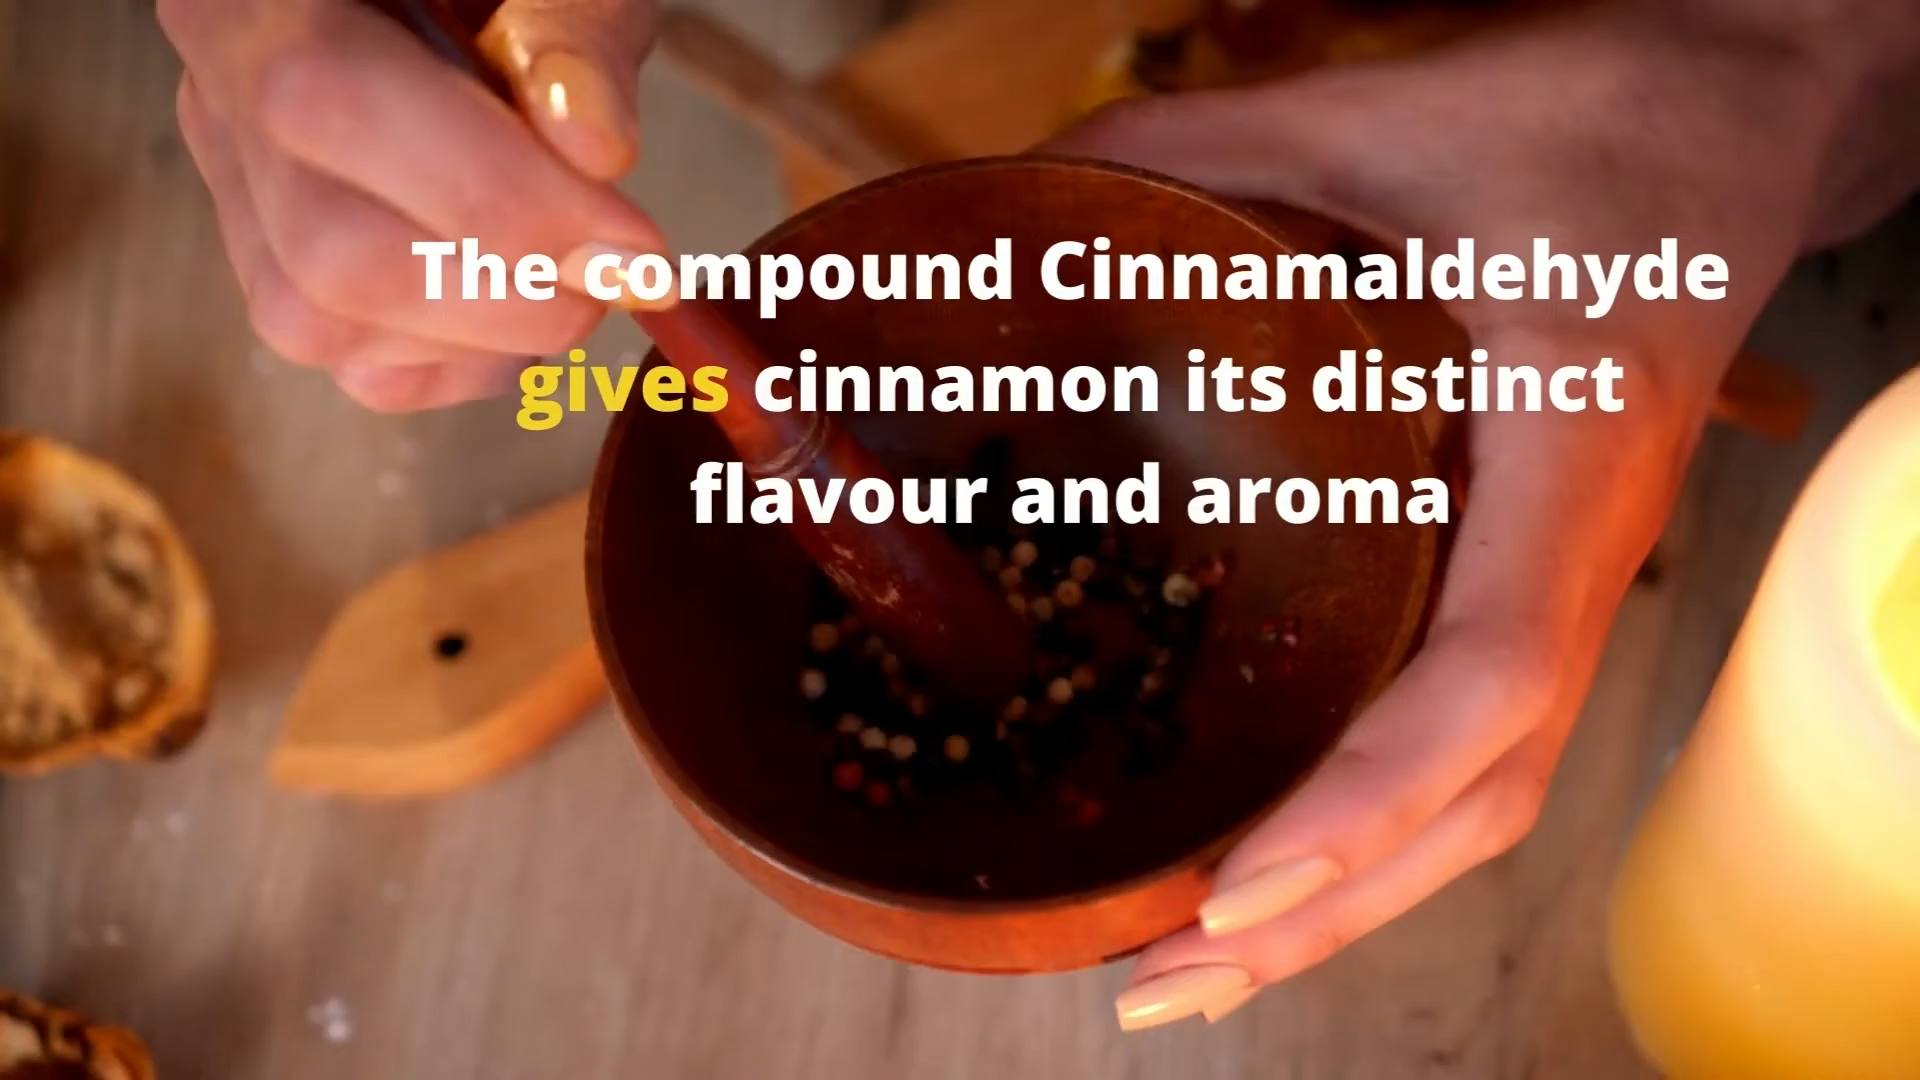 The compound Cinnamaldehyde
gives cinnamon its distinct
flavour and aroma